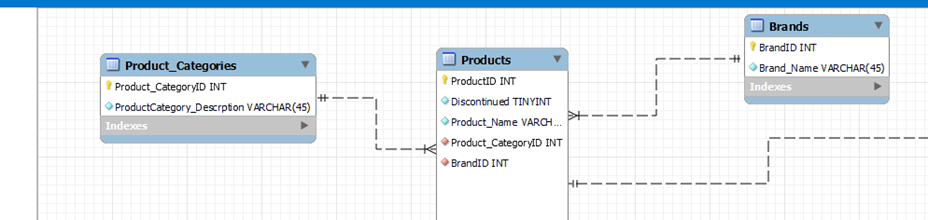 Product_Categories
Product_CategoryID INT
ProductCategory_Descrption VARCHAR(45)
Indexes
Products
ProductID INT
Discontinued TINYINT
Product_Name VARCH...
Product_CategoryID INT
BrandID INT
Brands
BrandID INT
Brand_Name VARCHAR(45)
Indexes